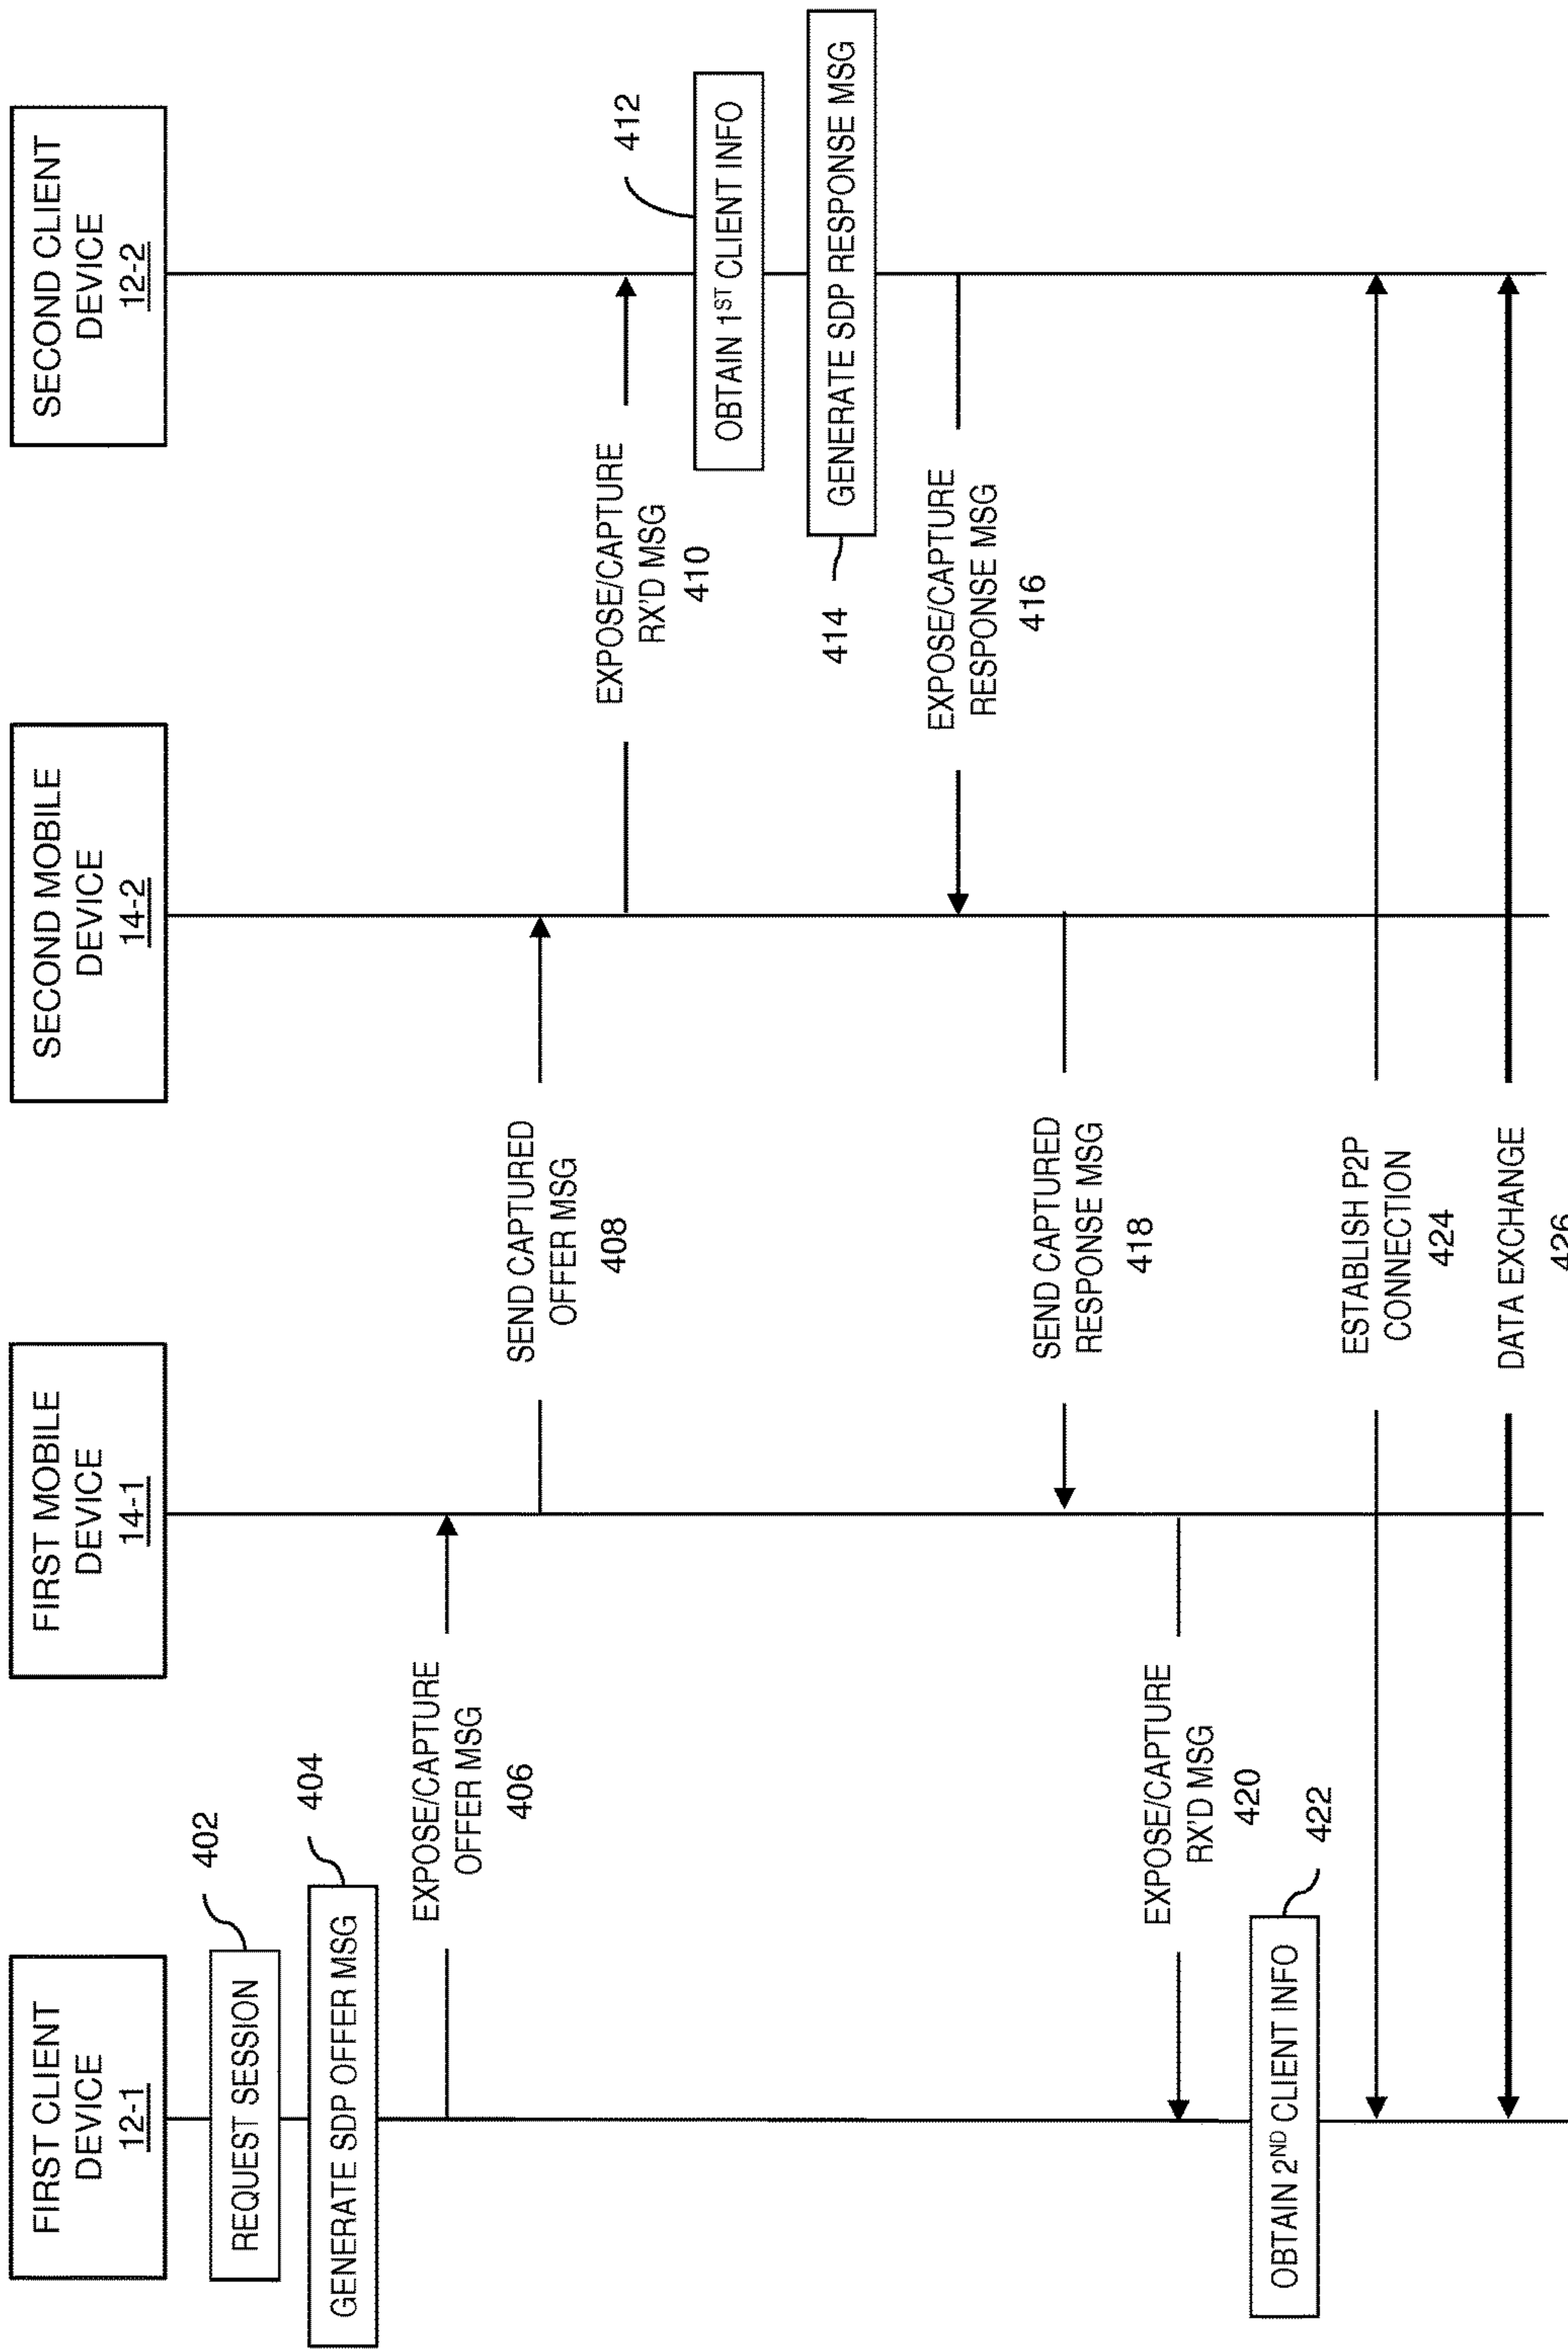 FIRST CLIENT
DEVICE
12-1
FIRST MOBILE
DEVICE
14-1
SECOND MOBILE
DEVICE
14-2
SECOND CLIENT
DEVICE
12-2
REQUEST SESSION
402
GENERATE SDP OFFER MSG
404
EXPOSE/CAPTURE
OFFER MSG
406
SEND CAPTURED
OFFER MSG
408
EXPOSE/CAPTURE
RX'D MSG
410
412
OBTAIN 1ST CLIENT INFO
GENERATE SDP RESPONSE MSG
414
EXPOSE/CAPTURE
RESPONSE MSG
416
SEND CAPTURED
RESPONSE MSG
418
EXPOSE/CAPTURE
RX'D MSG
420
OBTAIN 2ND CLIENT INFO
422
ESTABLISH P2P
CONNECTION
424
DATA EXCHANGE
426